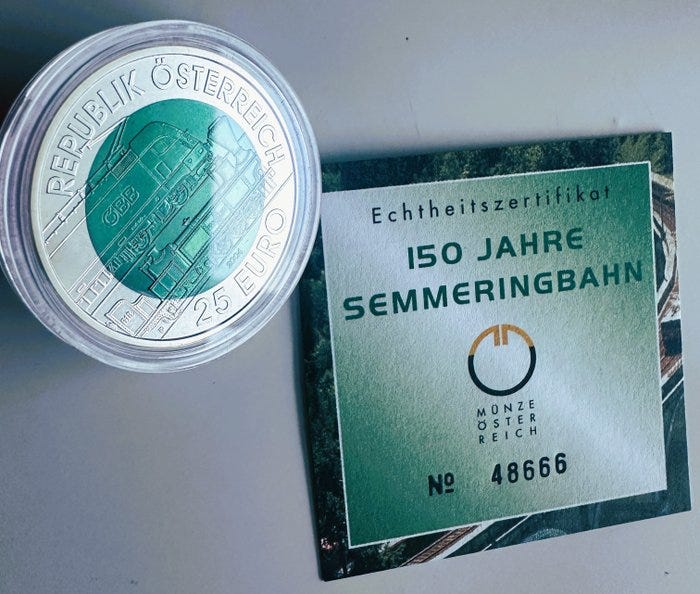 REPUBLIK ÖSTERREICH
ÖBB
25 EURO
Echtheitszertifikat
150 JAHRE
SEMMERINGBAHN
MÜNZE
ÖSTER
REICH
№ 48666